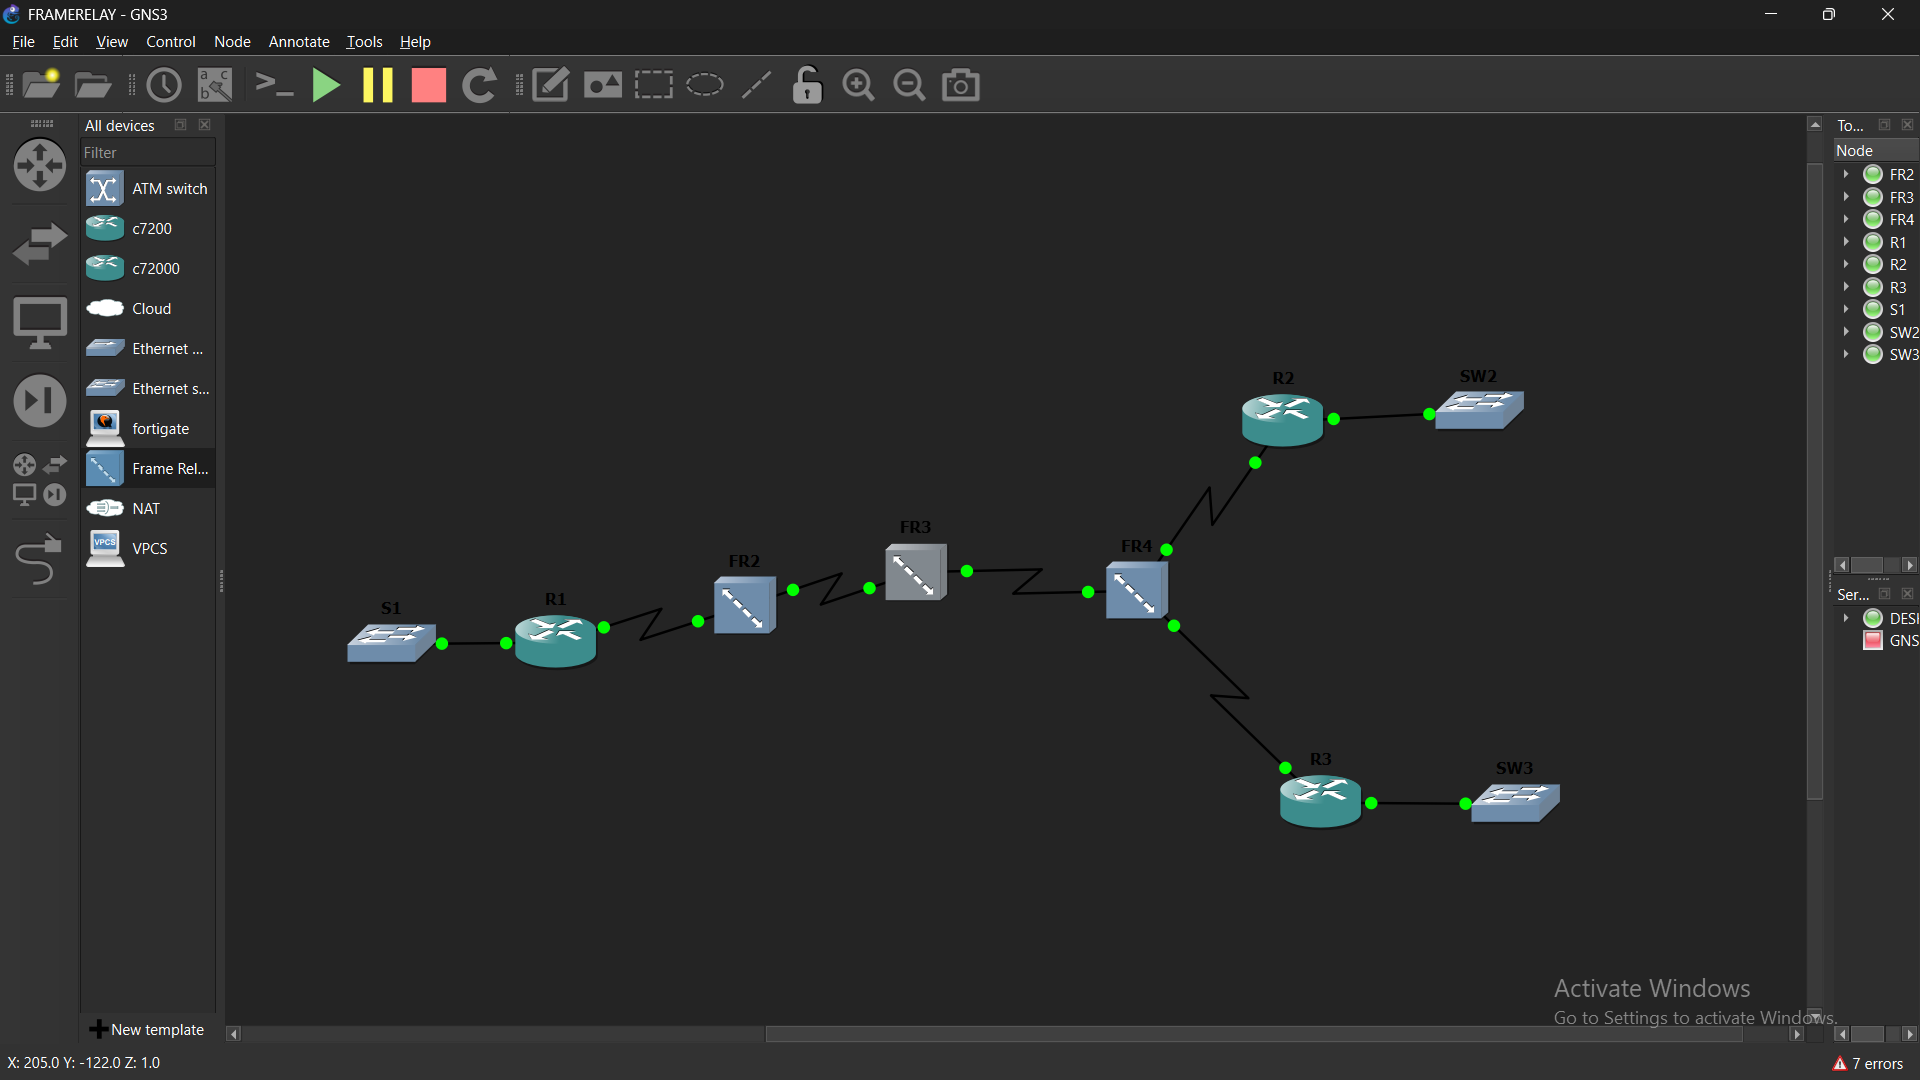 FRAMERELAY - GNS3
File Edit View Control Node Annotate Tools Help
All devices
Filter
ATM switch
c7200
c72000
Cloud
Ethernet ...
Ethernet s...
fortigate
Frame Rel...
NAT
VPCS
VPCS
New template
S1
R1
FR2
FR3
FR4
R2
SW2
R3
SW3
To...
Node
FR2
FR3
FR4
R1
R2
R3
S1
SW2
SW3
Ser...
DESI
GNS
Activate Windows
Go to Settings to activate Windows.
X: 205.0 Y: -122.0 Z: 1.0
7 errors